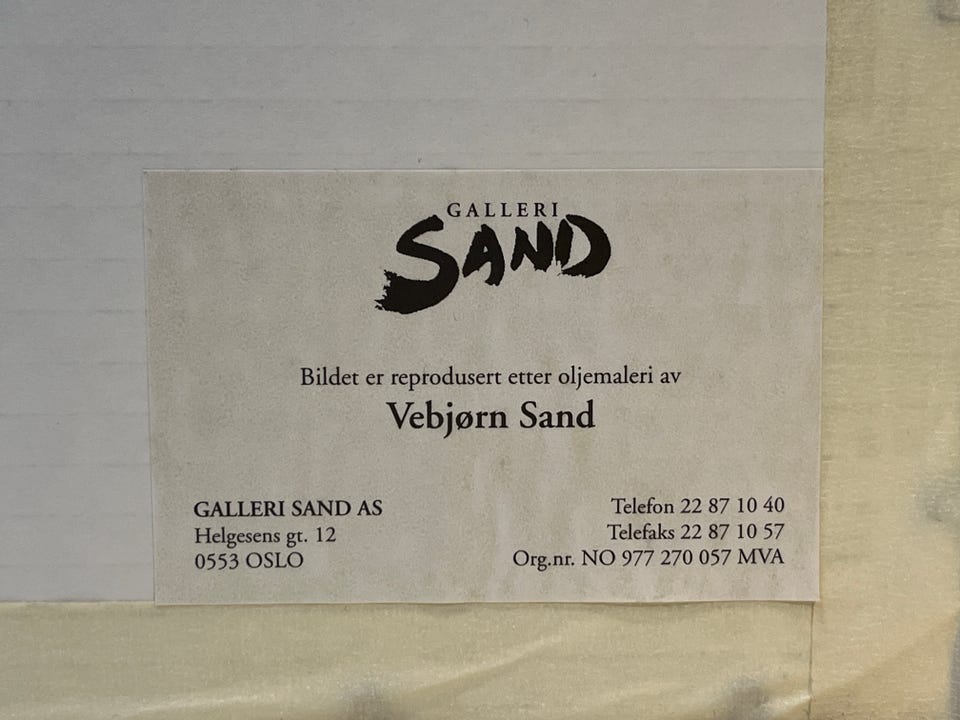 GALLERI
SAND
Bildet er reprodusert etter oljemaleri av
Vebjørn Sand
GALLERI SAND AS
Helgesens gt. 12
0553 OSLO
Telefon 22 87 10 40
Telefaks 22 87 10 57
Org.nr. NO 977 270 057 MVA